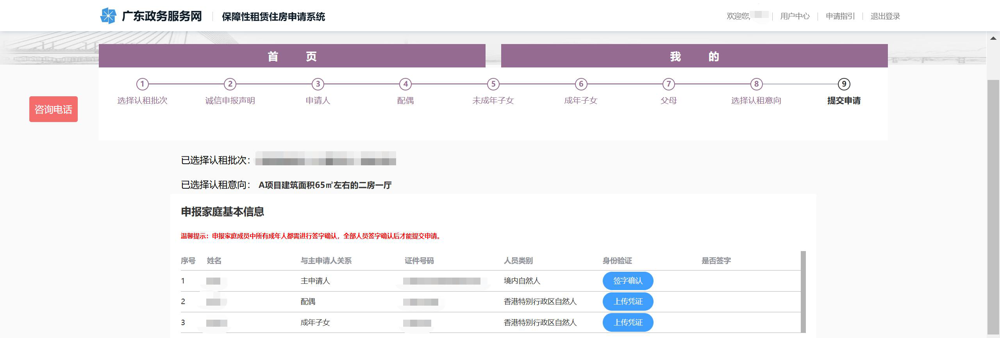 广东政务服务网 保障性租赁住房申请系统 欢迎您, 用户中心 申请指引 退出登录
首 页 我 的
1 2 3 4 5 6 7 8 9
选择认租批次 诚信申报声明 申请人 配偶 未成年子女 成年子女 父母 选择认租意向 提交申请
咨询电话
已选择认租批次：
已选择认租意向： A项目建筑面积65㎡左右的二房一厅
申报家庭基本信息
温馨提示：申报家庭成员中所有成年人都需进行签字确认，全部人员签字确认后才能提交申请。
序号 姓名 与主申请人关系 证件号码 人员类别 身份验证 是否签字
1 主申请人 境内自然人 签字确认
2 配偶 香港特别行政区自然人 上传凭证
3 成年子女 香港特别行政区自然人 上传凭证